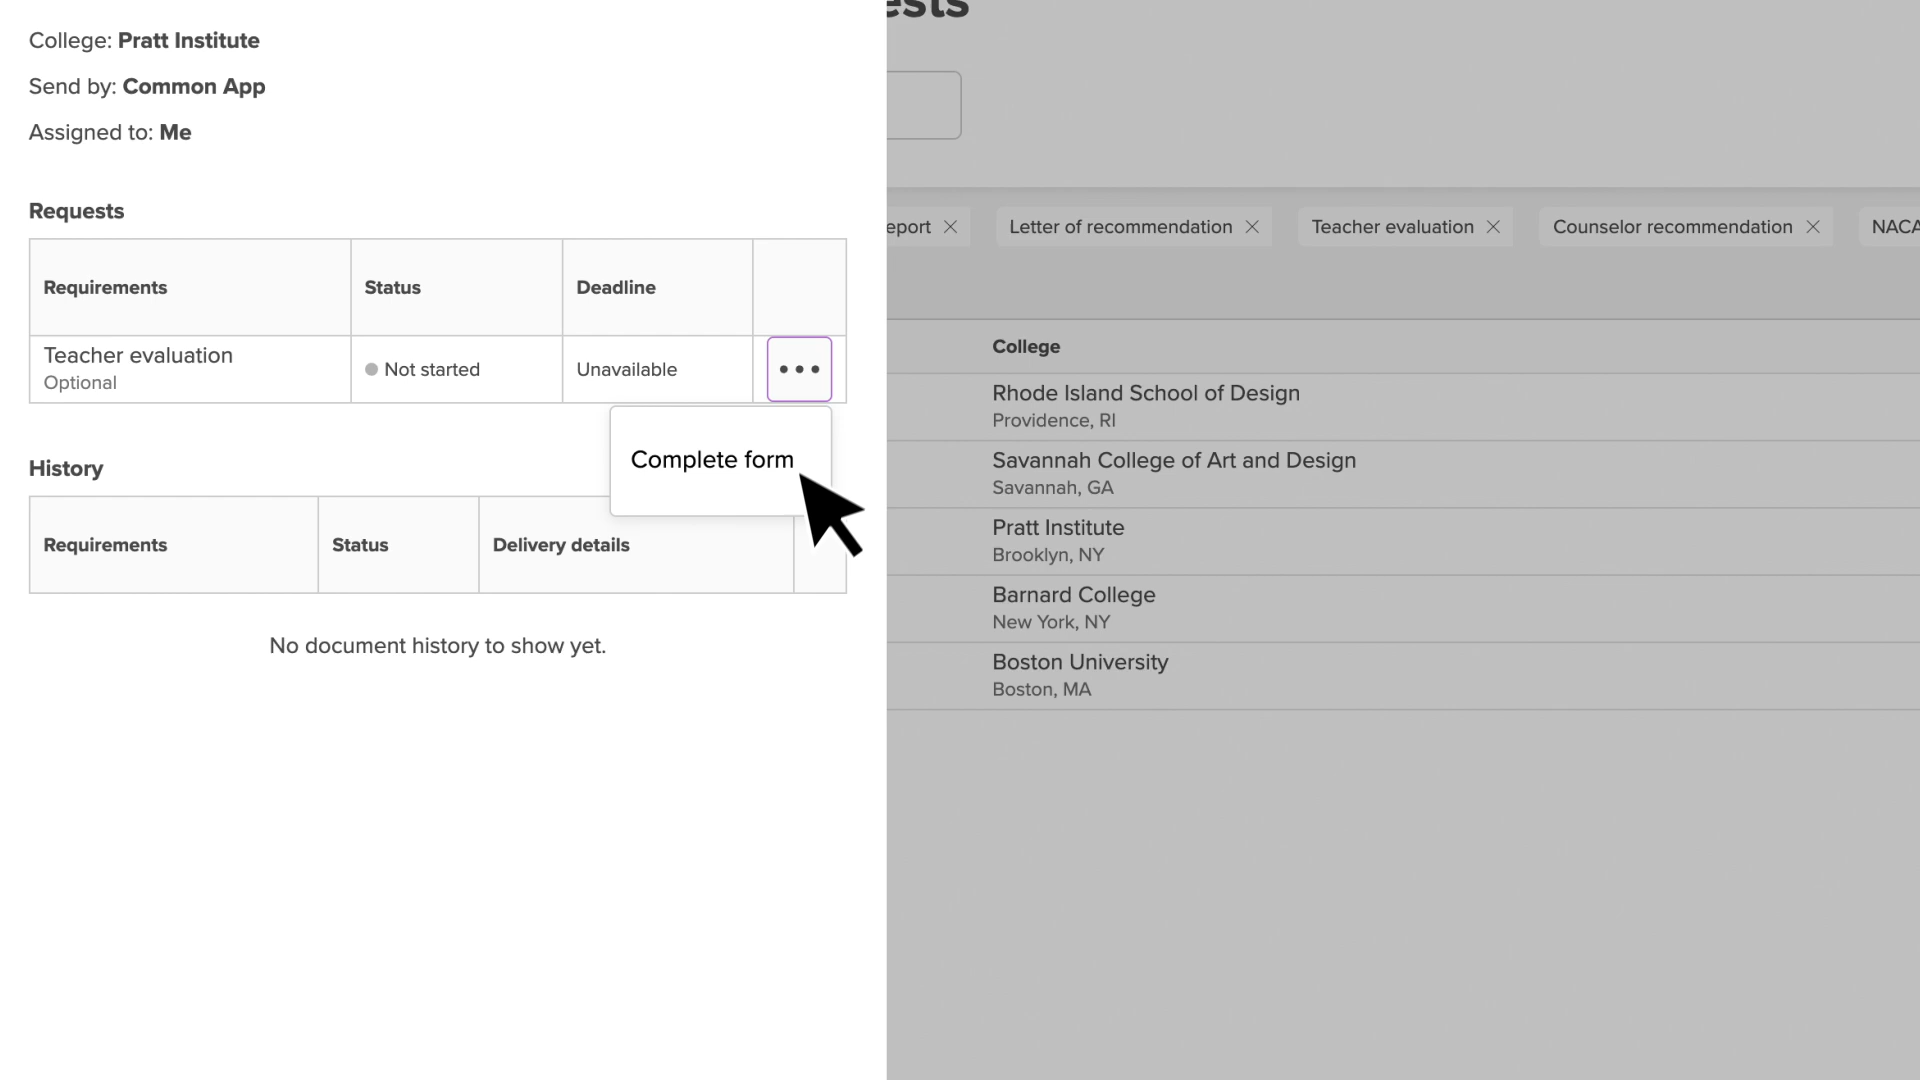 College: Pratt Institute
Send by: Common App
Assigned to: Me
Requests
Requirements Status Deadline
Teacher evaluation
Optional
Not started
Unavailable
Complete form
History
Requirements Status Delivery details
No document history to show yet.
Letter of recommendation
Teacher evaluation
Counselor recommendation
College
Rhode Island School of Design
Providence, RI
Savannah College of Art and Design
Savannah, GA
Pratt Institute
Brooklyn, NY
Barnard College
New York, NY
Boston University
Boston, MA